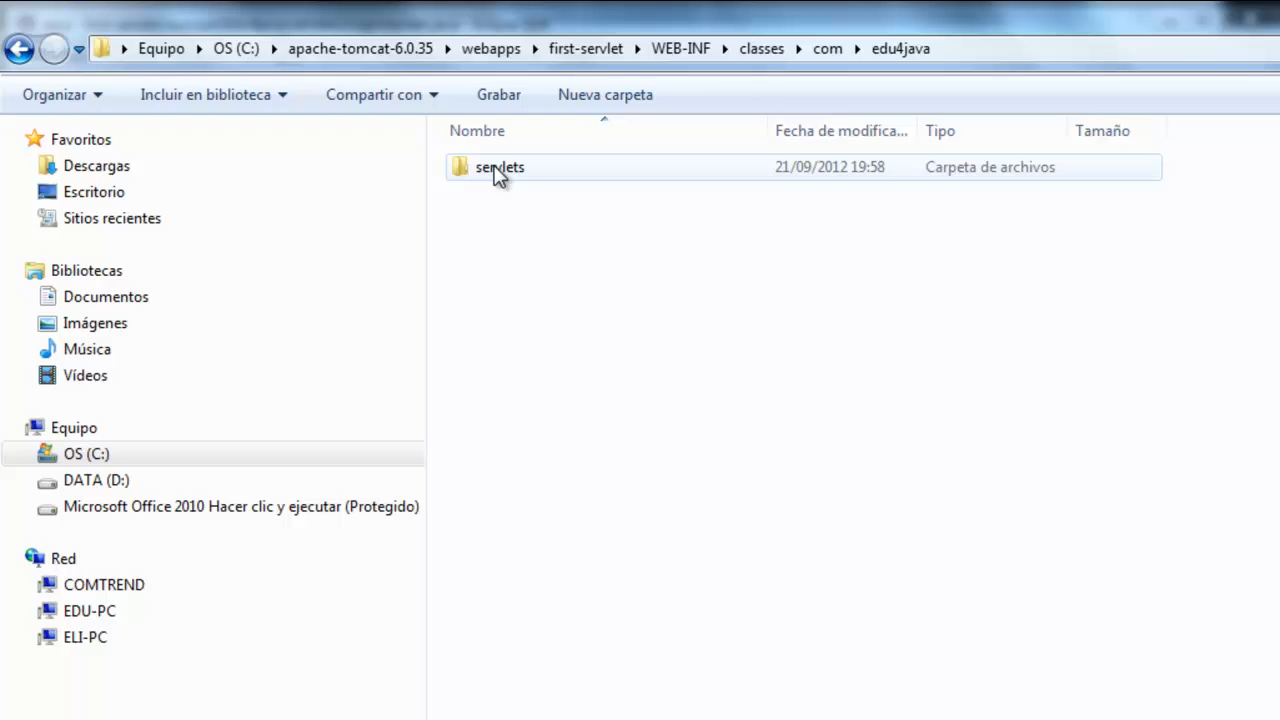 Equipo OS (C:) apache-tomcat-6.0.35 webapps first-servlet WEB-INF classes com edu4java
Organizar Incluir en biblioteca Compartir con Grabar Nueva carpeta
Nombre Fecha de modifica... Tipo Tamaño
servlets 21/09/2012 19:58 Carpeta de archivos
Favoritos
Descargas
Escritorio
Sitios recientes
Bibliotecas
Documentos
Imágenes
Música
Vídeos
Equipo
OS (C:)
DATA (D:)
Microsoft Office 2010 Hacer clic y ejecutar (Protegido)
Red
COMTREND
EDU-PC
ELI-PC